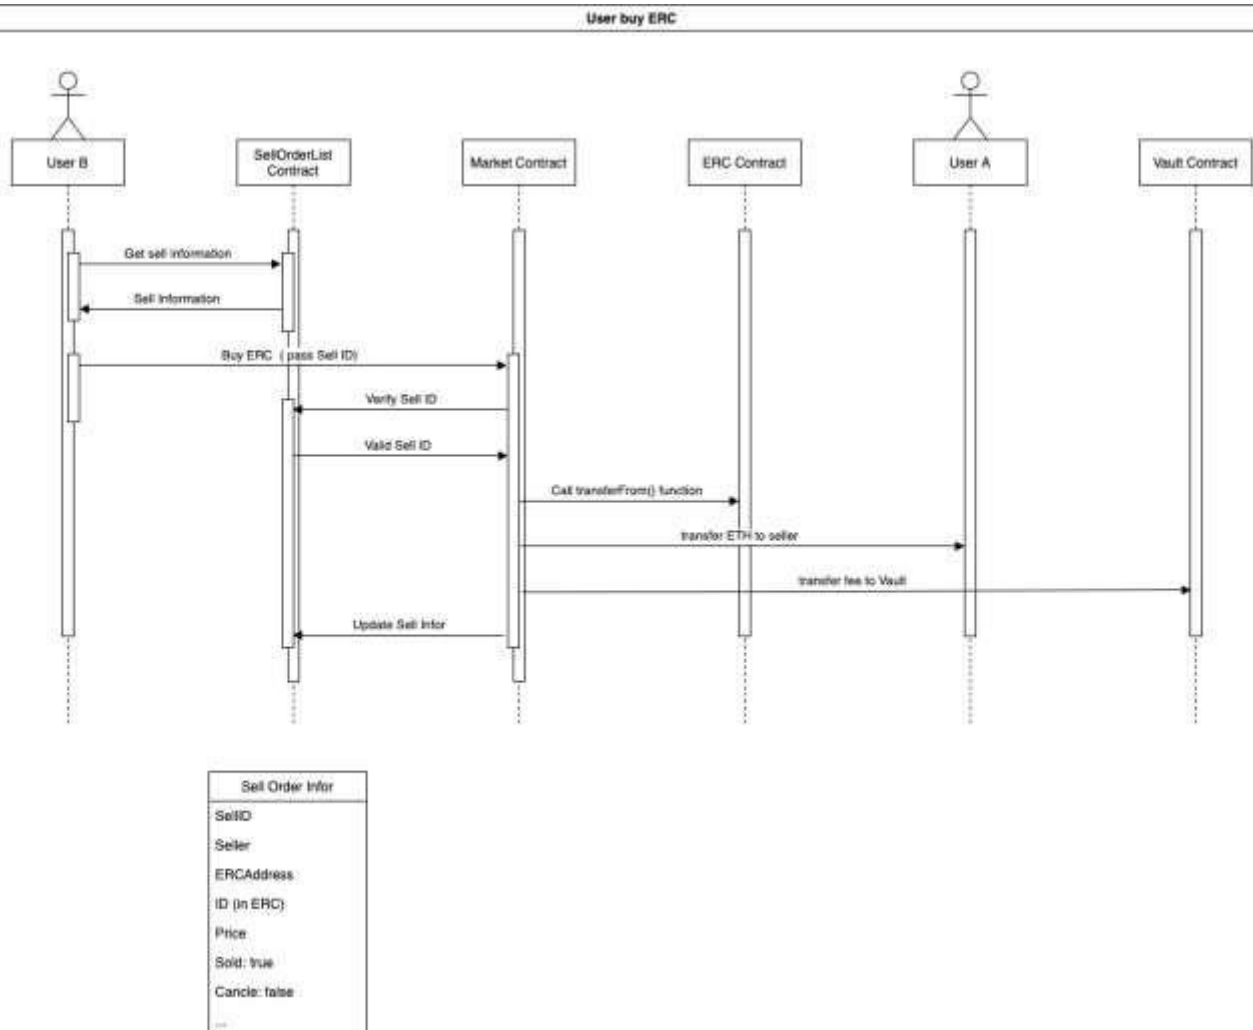 User buy ERC
User B
SellOrderList
Contract
Market Contract
ERC Contract
User A
Vault Contract
Get sell information
Sell Information
Buy ERC ( pass Sell ID)
Verify Sell ID
Valid Sell ID
Call transferFrom() function
transfer ETH to seller
transfer fee to Vault
Update Sell Infor
Sell Order Infor
SellID
Seller
ERCAddress
ID (in ERC)
Price
Sold: true
Cancle: false
...